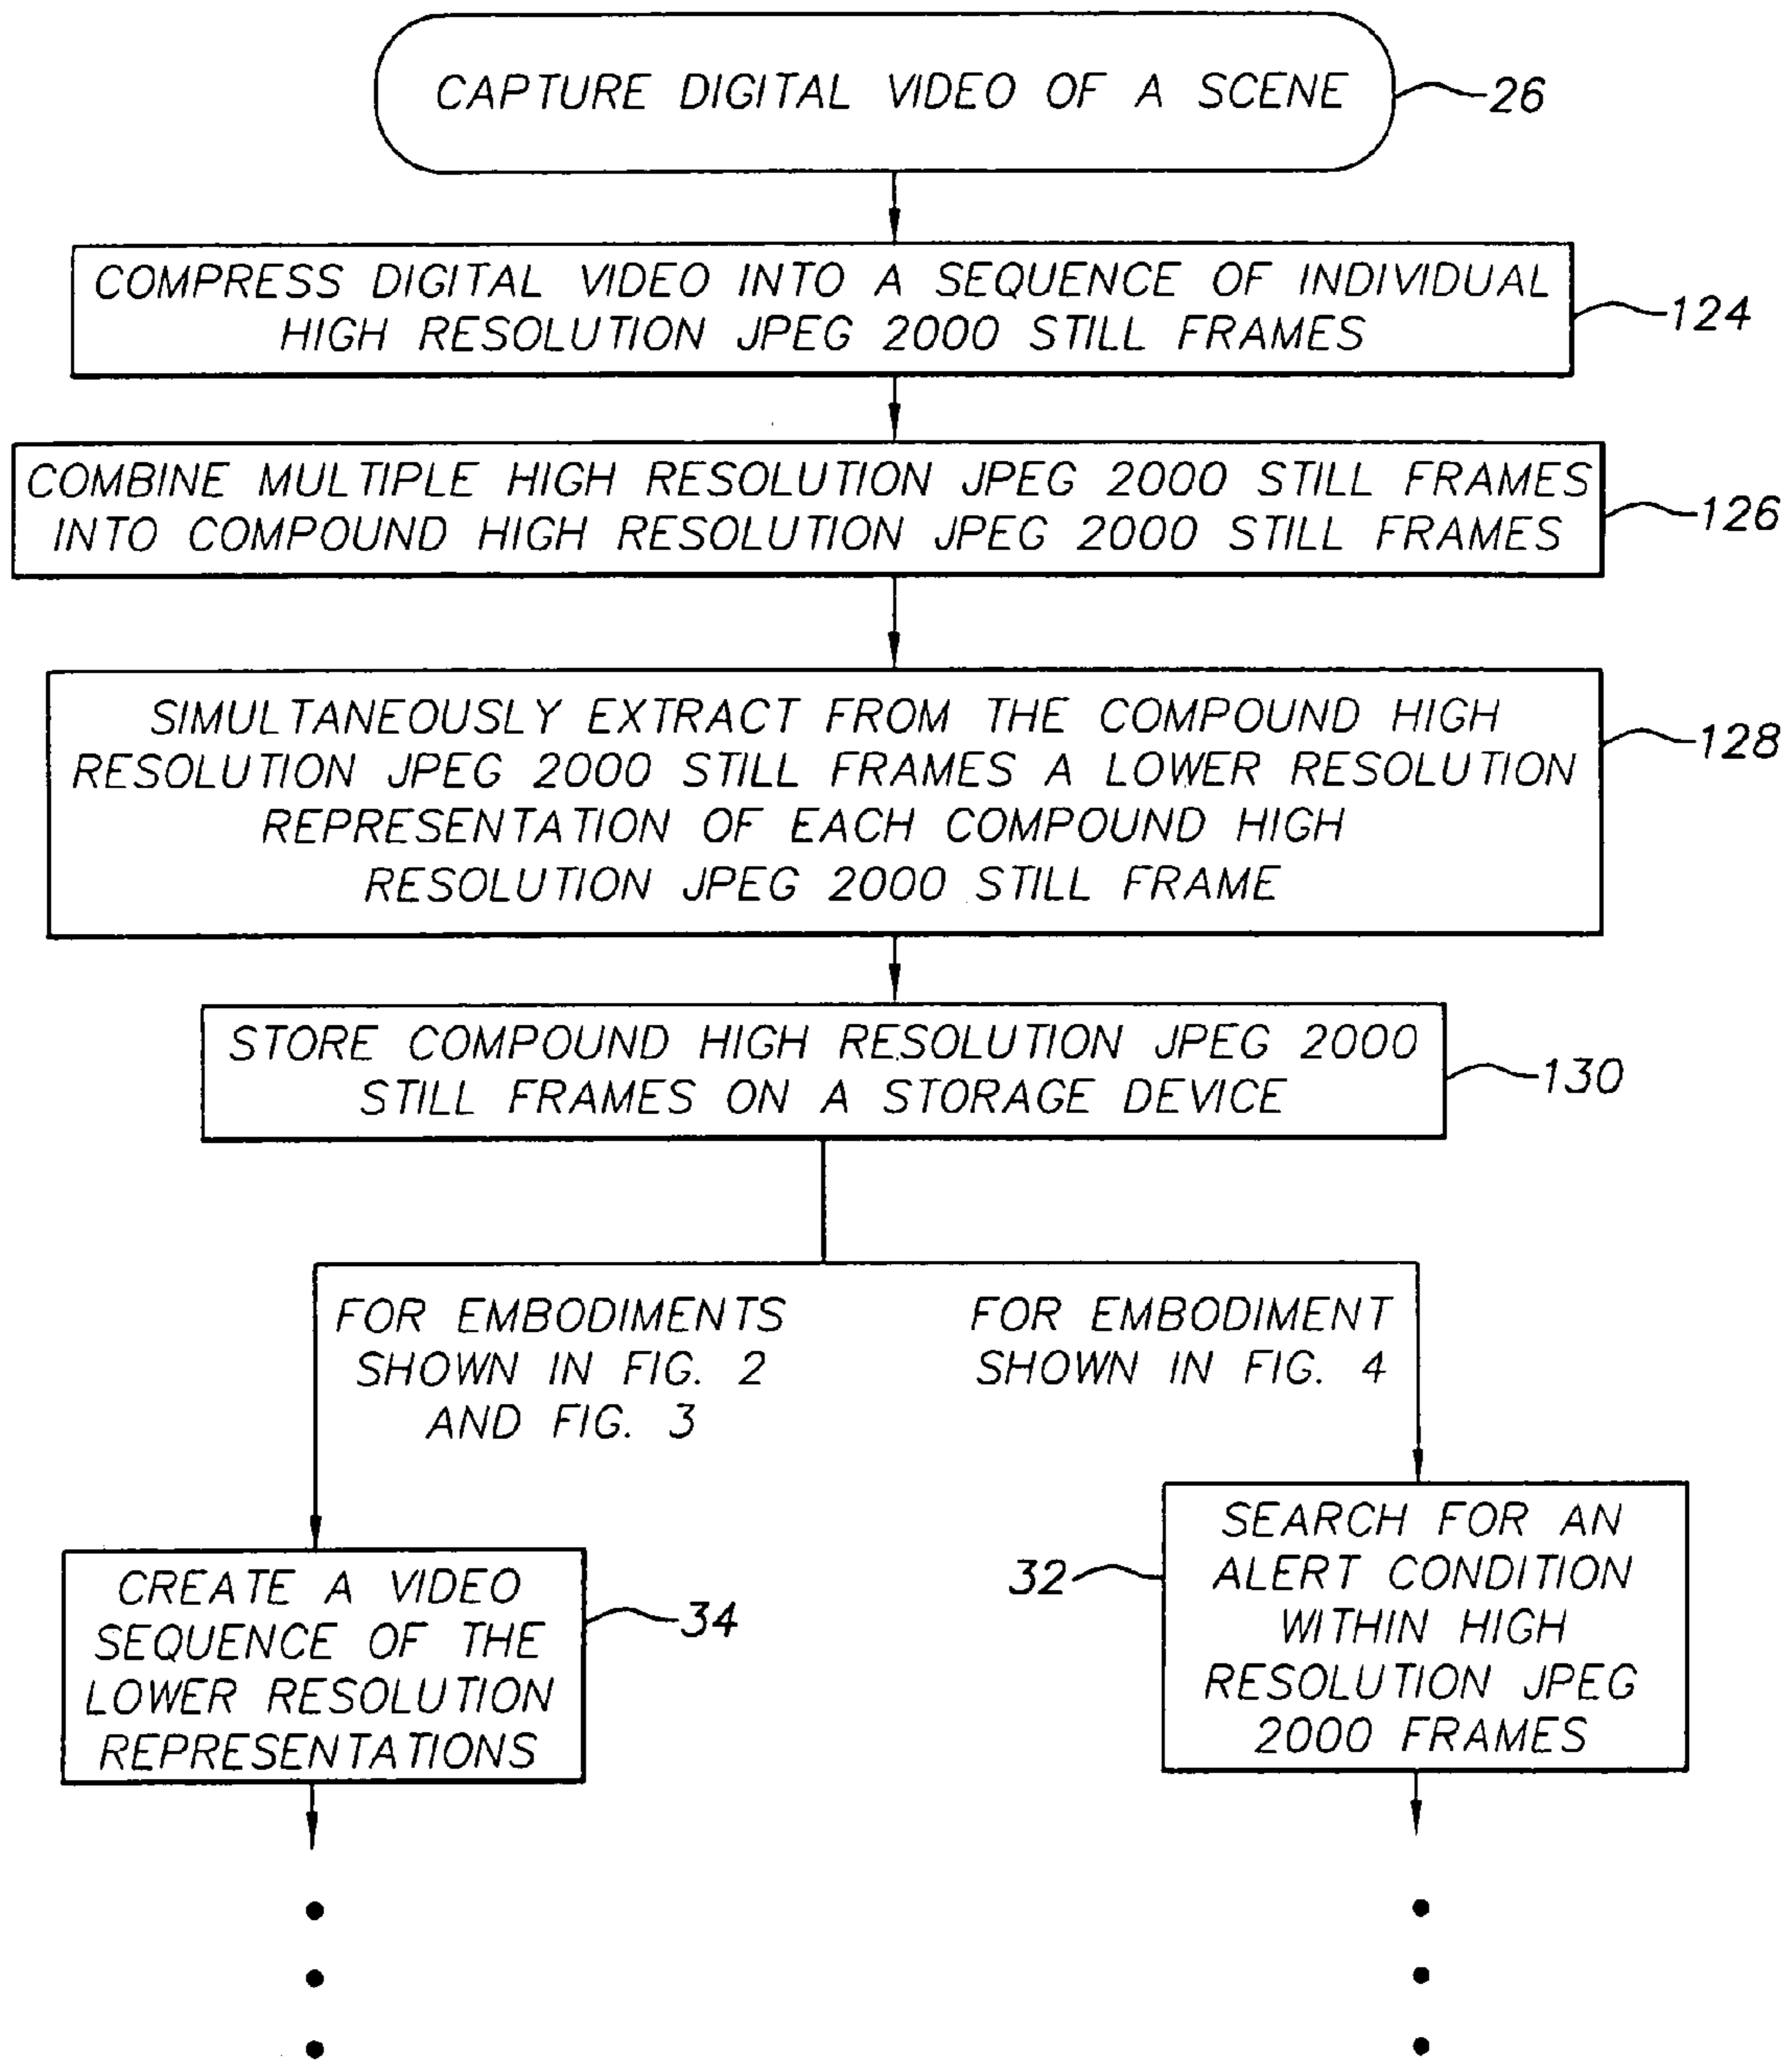 CAPTURE DIGITAL VIDEO OF A SCENE
26
COMPRESS DIGITAL VIDEO INTO A SEQUENCE OF INDIVIDUAL
HIGH RESOLUTION JPEG 2000 STILL FRAMES
124
COMBINE MULTIPLE HIGH RESOLUTION JPEG 2000 STILL FRAMES
INTO COMPOUND HIGH RESOLUTION JPEG 2000 STILL FRAMES
126
SIMULTANEOUSLY EXTRACT FROM THE COMPOUND HIGH
RESOLUTION JPEG 2000 STILL FRAMES A LOWER RESOLUTION
REPRESENTATION OF EACH COMPOUND HIGH
RESOLUTION JPEG 2000 STILL FRAME
128
STORE COMPOUND HIGH RESOLUTION JPEG 2000
STILL FRAMES ON A STORAGE DEVICE
130
FOR EMBODIMENTS
SHOWN IN FIG. 2
AND FIG. 3
FOR EMBODIMENT
SHOWN IN FIG. 4
CREATE A VIDEO
SEQUENCE OF THE
LOWER RESOLUTION
REPRESENTATIONS
34
32
SEARCH FOR AN
ALERT CONDITION
WITHIN HIGH
RESOLUTION JPEG
2000 FRAMES